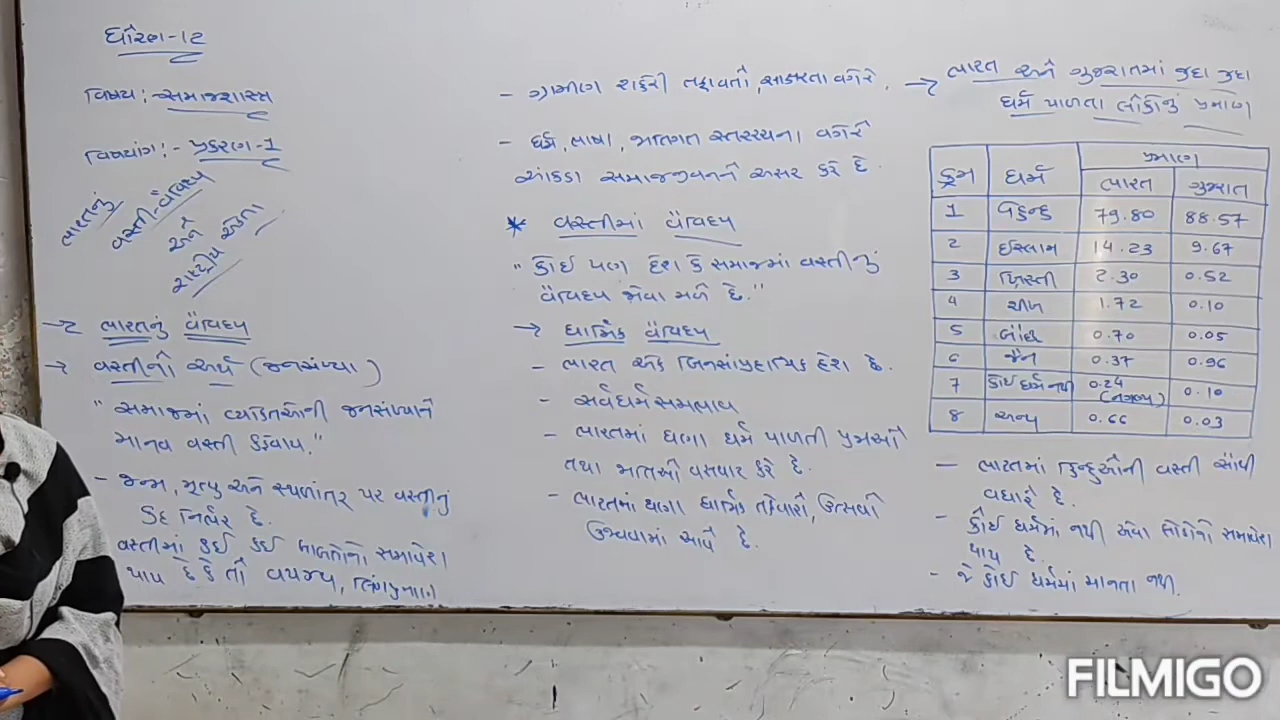 ધોરણ-12
વિષય: સમાજશાસ્ત્ર
વિષયાંગ:- પ્રકરણ-1
ભારતનું
વસ્તી-વૈવિધ્ય
અને
રાષ્ટ્રીય એકતા
→ ભારતનું વૈવિધ્ય
→ વસ્તીનો અર્થ (જનસંખ્યા)
"સમાજમાં વ્યક્તિઓની જનસંખ્યાને
માનવ વસ્તી કહેવાય."
- જન્મ, મૃત્યુ અને સ્થળાંતર પર વસ્તીનું
કદ નિર્ભર છે.
વસ્તીમાં કઈ કઈ બાબતોનો સમાવેશ
થાય છે કે તો વયજૂથ, લિંગપ્રમાણ
- ગ્રામીણ શહેરી તફાવતો, સાક્ષરતા વગેરે.
- ધર્મ, ભાષા, જાતિગત સ્તરરચના વગેરે
આંકડા સમાજજીવનને અસર કરે છે.
* વસ્તીમાં વૈવિધ્ય
"કોઈ પણ દેશ કે સમાજમાં વસ્તીનું
વૈવિધ્ય જોવા મળે છે."
→ ધાર્મિક વૈવિધ્ય
- ભારત એક બિનસાંપ્રદાયિક દેશ છે.
- સર્વધર્મ સમભાવ
- ભારતમાં ઘણા ધર્મ પાળતી પ્રજાઓ
તથા જાતિઓ વસવાટ કરે છે.
- ભારતમાં ઘણા ધાર્મિક તહેવારો, ઉત્સવો
ઉજવવામાં આવે છે.
→ ભારત અને ગુજરાતમાં જુદા જુદા
ધર્મ પાળતા લોકોનું પ્રમાણ
ક્રમ ધર્મ પ્રમાણ
ભારત ગુજરાત
1 હિન્દુ 79.80 88.57
2 ઈસ્લામ 14.23 9.67
3 ખ્રિસ્તી 2.30 0.52
4 શીખ 1.72 0.10
5 બૌદ્ધ 0.70 0.05
6 જૈન 0.37 0.96
7 કોઈ ધર્મ નથી 0.24 (નગણ્ય) 0.10
8 અન્ય 0.66 0.03
- ભારતમાં હિન્દુઓની વસ્તી સૌથી
વધારે છે.
- કોઈ ધર્મમાં નથી એવા લોકોનો સમાવેશ
થાય છે.
- જે કોઈ ધર્મમાં માનતા નથી.
FILMIGO